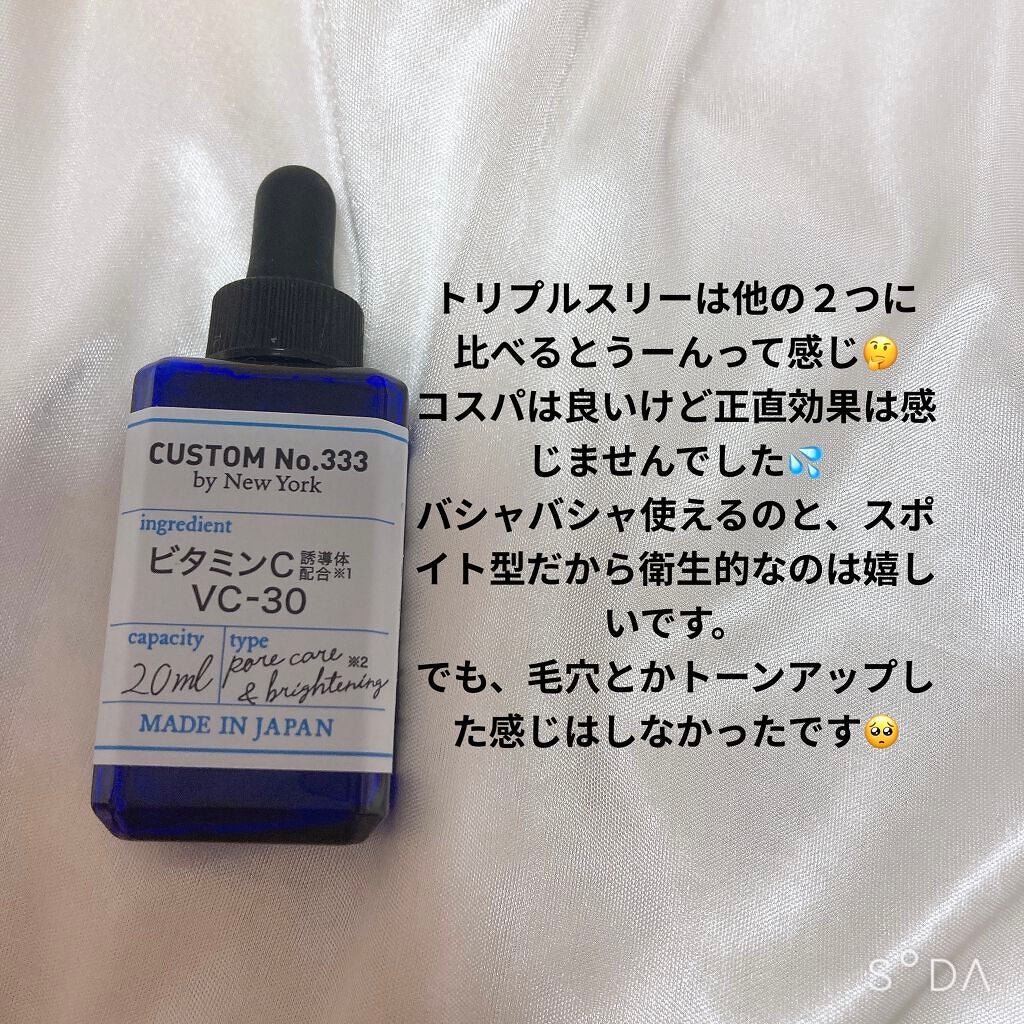 トリプルスリーは他の２つに
比べるとうーんって感じ🤔
コスパは良いけど正直効果は感
じませんでした💦
バシャバシャ使えるのと、スポ
イト型だから衛生的なのは嬉し
いです。
でも、毛穴とかトーンアップし
た感じはしなかったです🥺
CUSTOM No.333
by New York
ingredient
ビタミンC誘導体配合※1
VC-30
capacity
20ml
type
pore care ※2
& brightening
MADE IN JAPAN
S°DA